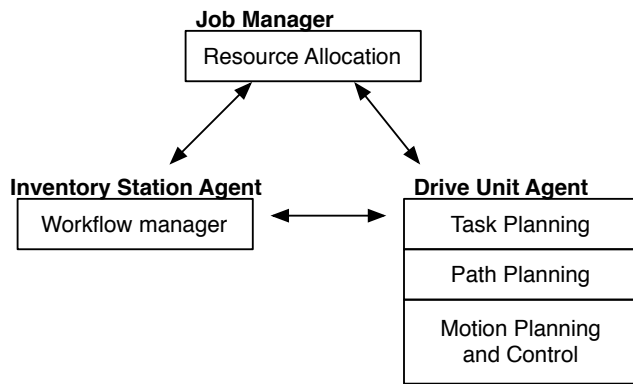 Job Manager
Resource Allocation
Inventory Station Agent
Workflow manager
Drive Unit Agent
Task Planning
Path Planning
Motion Planning
and Control